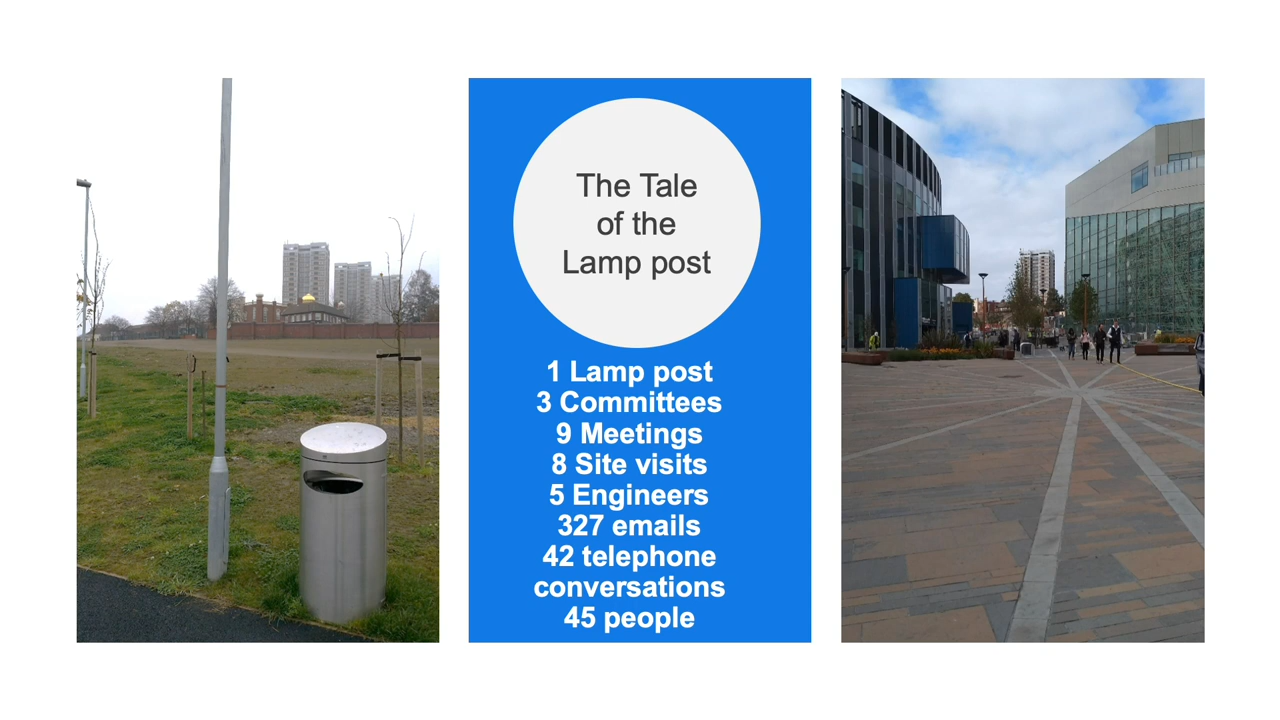 The Tale
of the
Lamp post
1 Lamp post
3 Committees
9 Meetings
8 Site visits
5 Engineers
327 emails
42 telephone
conversations
45 people